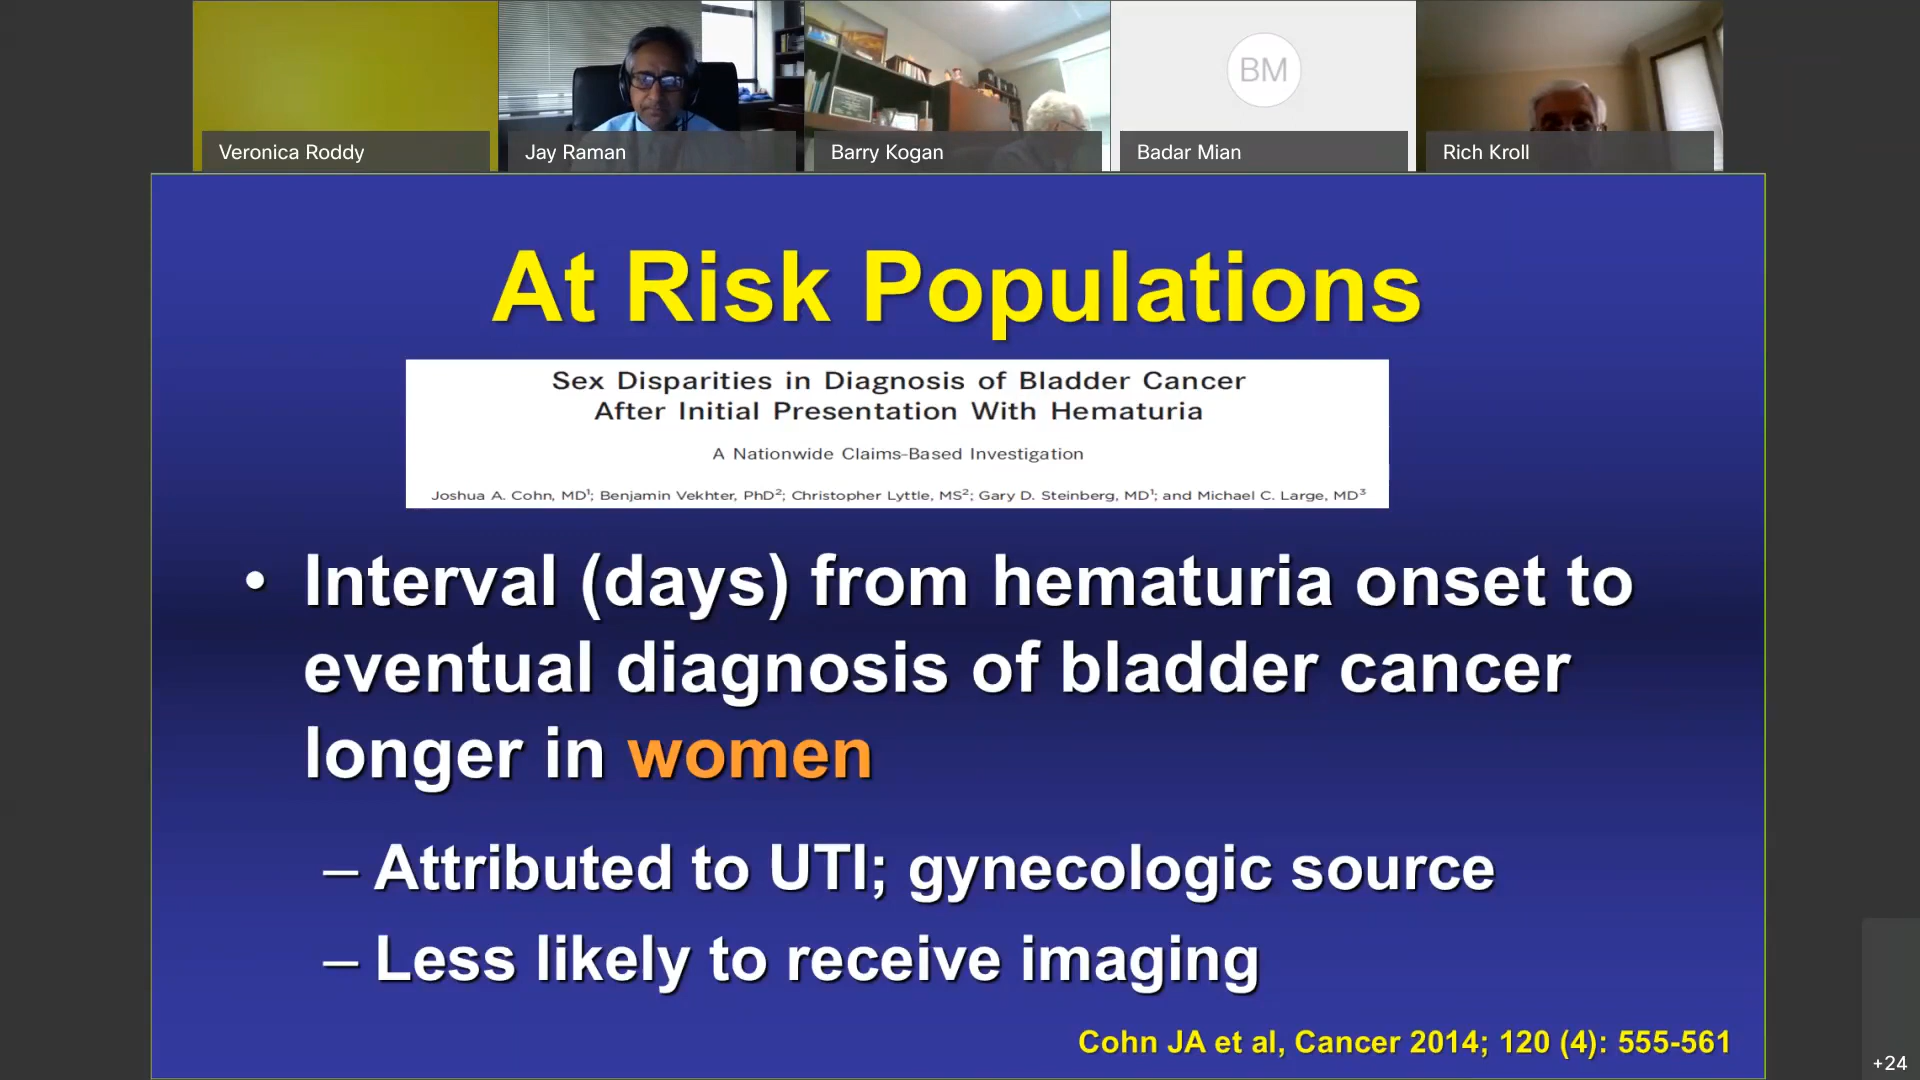 Veronica Roddy
Jay Raman
Barry Kogan
BM
Badar Mian
Rich Kroll
At Risk Populations
Sex Disparities in Diagnosis of Bladder Cancer
After Initial Presentation With Hematuria
A Nationwide Claims-Based Investigation
Joshua A. Cohn, MD¹; Benjamin Vekhter, PhD²; Christopher Lyttle, MS²; Gary D. Steinberg, MD¹; and Michael C. Large, MD³
• Interval (days) from hematuria onset to
eventual diagnosis of bladder cancer
longer in women
– Attributed to UTI; gynecologic source
– Less likely to receive imaging
Cohn JA et al, Cancer 2014; 120 (4): 555-561
+24